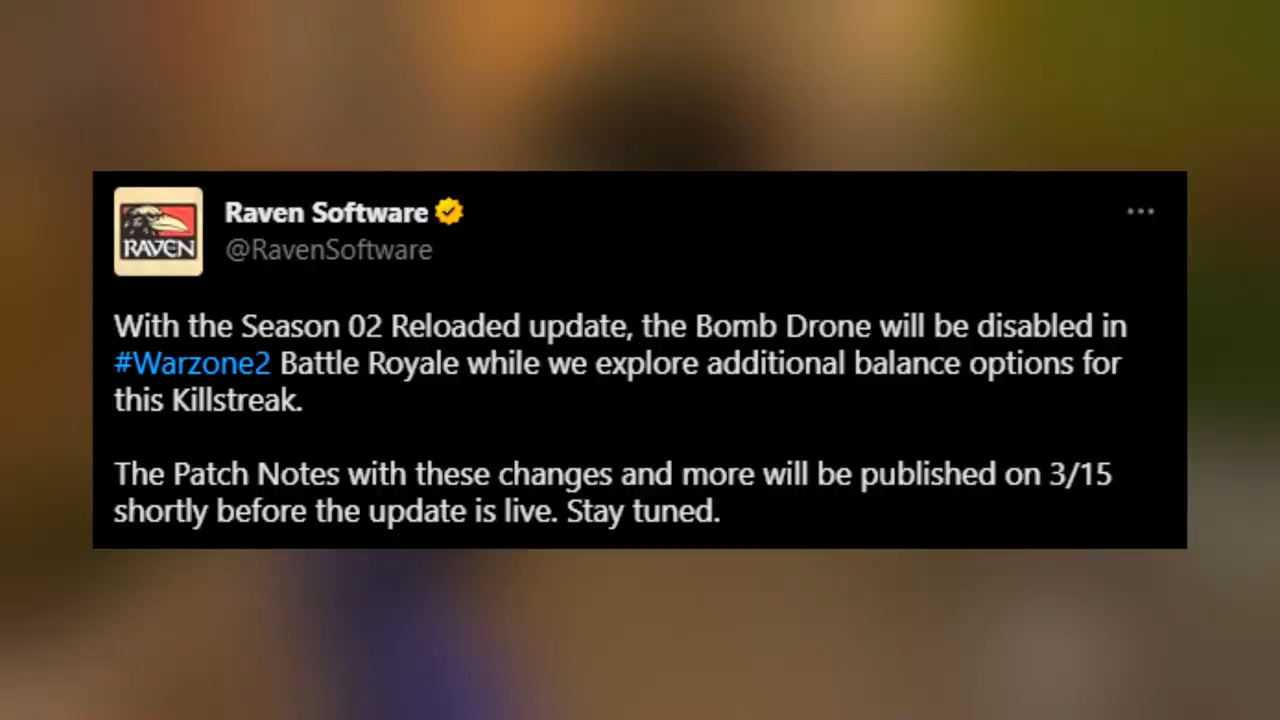 RAVEN
Raven Software
@RavenSoftware
With the Season 02 Reloaded update, the Bomb Drone will be disabled in
#Warzone2 Battle Royale while we explore additional balance options for
this Killstreak.
The Patch Notes with these changes and more will be published on 3/15
shortly before the update is live. Stay tuned.